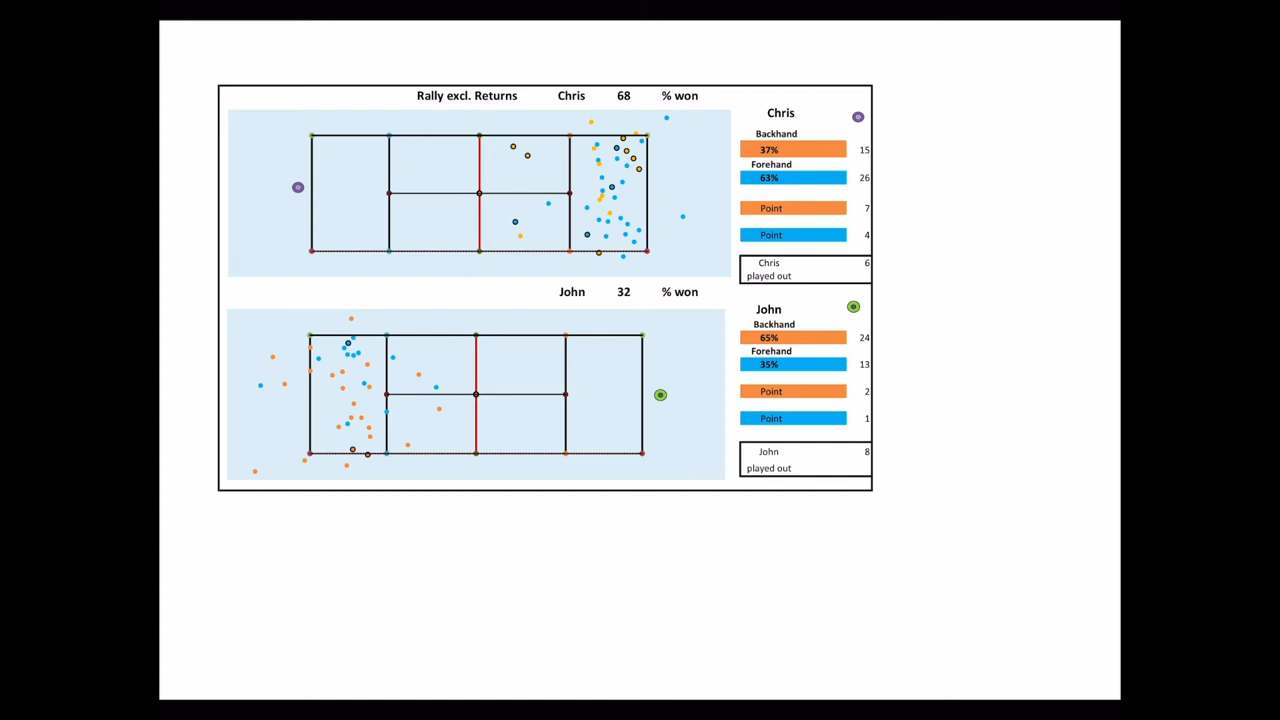 Rally excl. Returns Chris 68 % won
Chris
Backhand
37% 15
Forehand
63% 26
Point 7
Point 4
Chris 6
played out
John 32 % won
John
Backhand
65% 24
Forehand
35% 13
Point 2
Point 1
John 8
played out